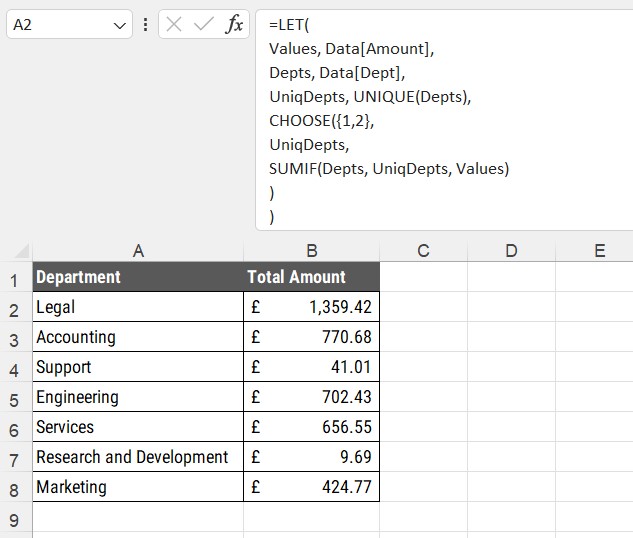 A2 fx =LET(
Values, Data[Amount],
Depts, Data[Dept],
UniqDepts, UNIQUE(Depts),
CHOOSE({1,2},
UniqDepts,
SUMIF(Depts, UniqDepts, Values)
)
)
A B C D E
1 Department Total Amount
2 Legal £ 1,359.42
3 Accounting £ 770.68
4 Support £ 41.01
5 Engineering £ 702.43
6 Services £ 656.55
7 Research and Development £ 9.69
8 Marketing £ 424.77
9